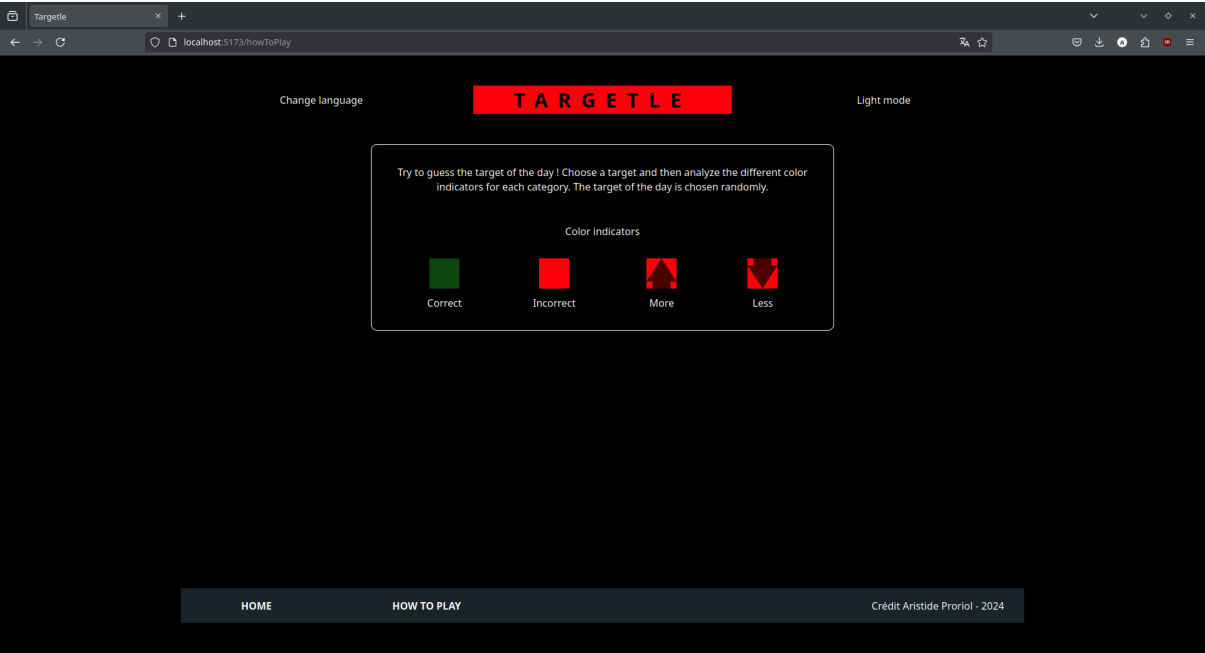 Targetle
localhost:5173/howToPlay
Change language
TARGETLE
Light mode
Try to guess the target of the day ! Choose a target and then analyze the different color
indicators for each category. The target of the day is chosen randomly.
Color indicators
Correct
Incorrect
More
Less
HOME
HOW TO PLAY
Crédit Aristide Proriol - 2024